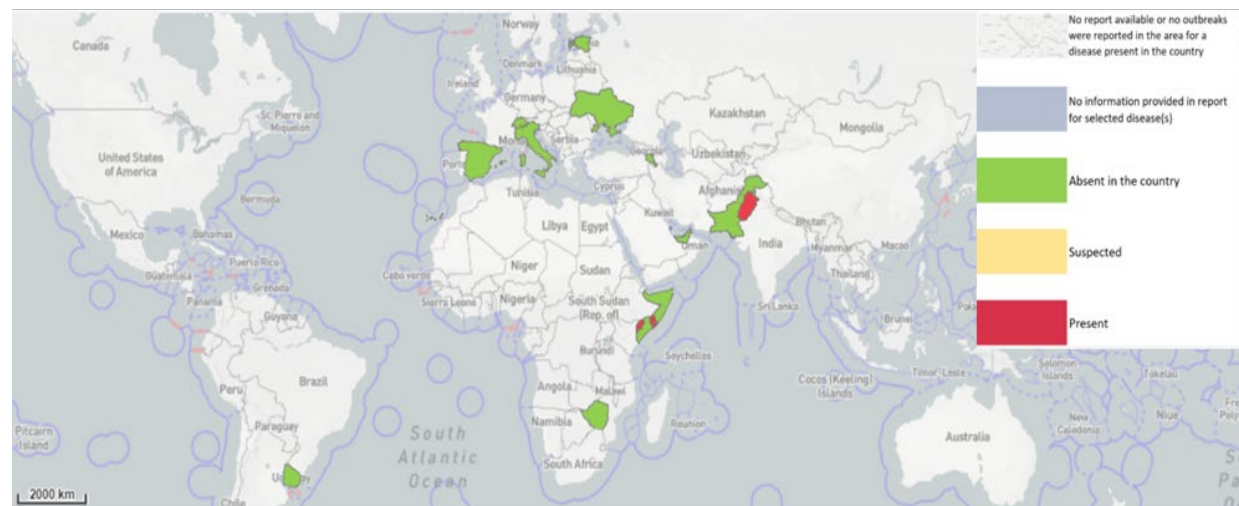 Norway
Canada
Denmark
Lithuania
Ireland
Germany
Kazakhstan
Mongolia
St. Pierre and
Miquelon
Serbia
Georgia
Uzbekistan
United States
of America
Cyprus
Afghanis
Tunisia
Bermuda
Kuwait
Libya
Egypt
Bhutan
Mexico
Bahamas
Oman
India
Myanmar
Macao
Puerto Rico
Guatemala
Cabo verde
Niger
Sudan
Thailand
Grenada
Panama
Sierra Leona
Nigeria
South Sudan
(Rep. of)
Sri Lanka
Guyana
Brunei
Burundi
Seychelles
Peru
Brazil
Angola
Malawi
Cocos (Keeling)
Islands
Timor-Leste
Solomon
Islands
Tokelau
Namibia
Reunion
Paraguay
New
Caledonia
Niue
Pitcairn
Island
South
Atlantic
Ocean
Australia
South Africa
Chile
2000 km
No report available or no outbreaks
were reported in the area for a
disease present in the country
No information provided in report
for selected disease(s)
Absent in the country
Suspected
Present